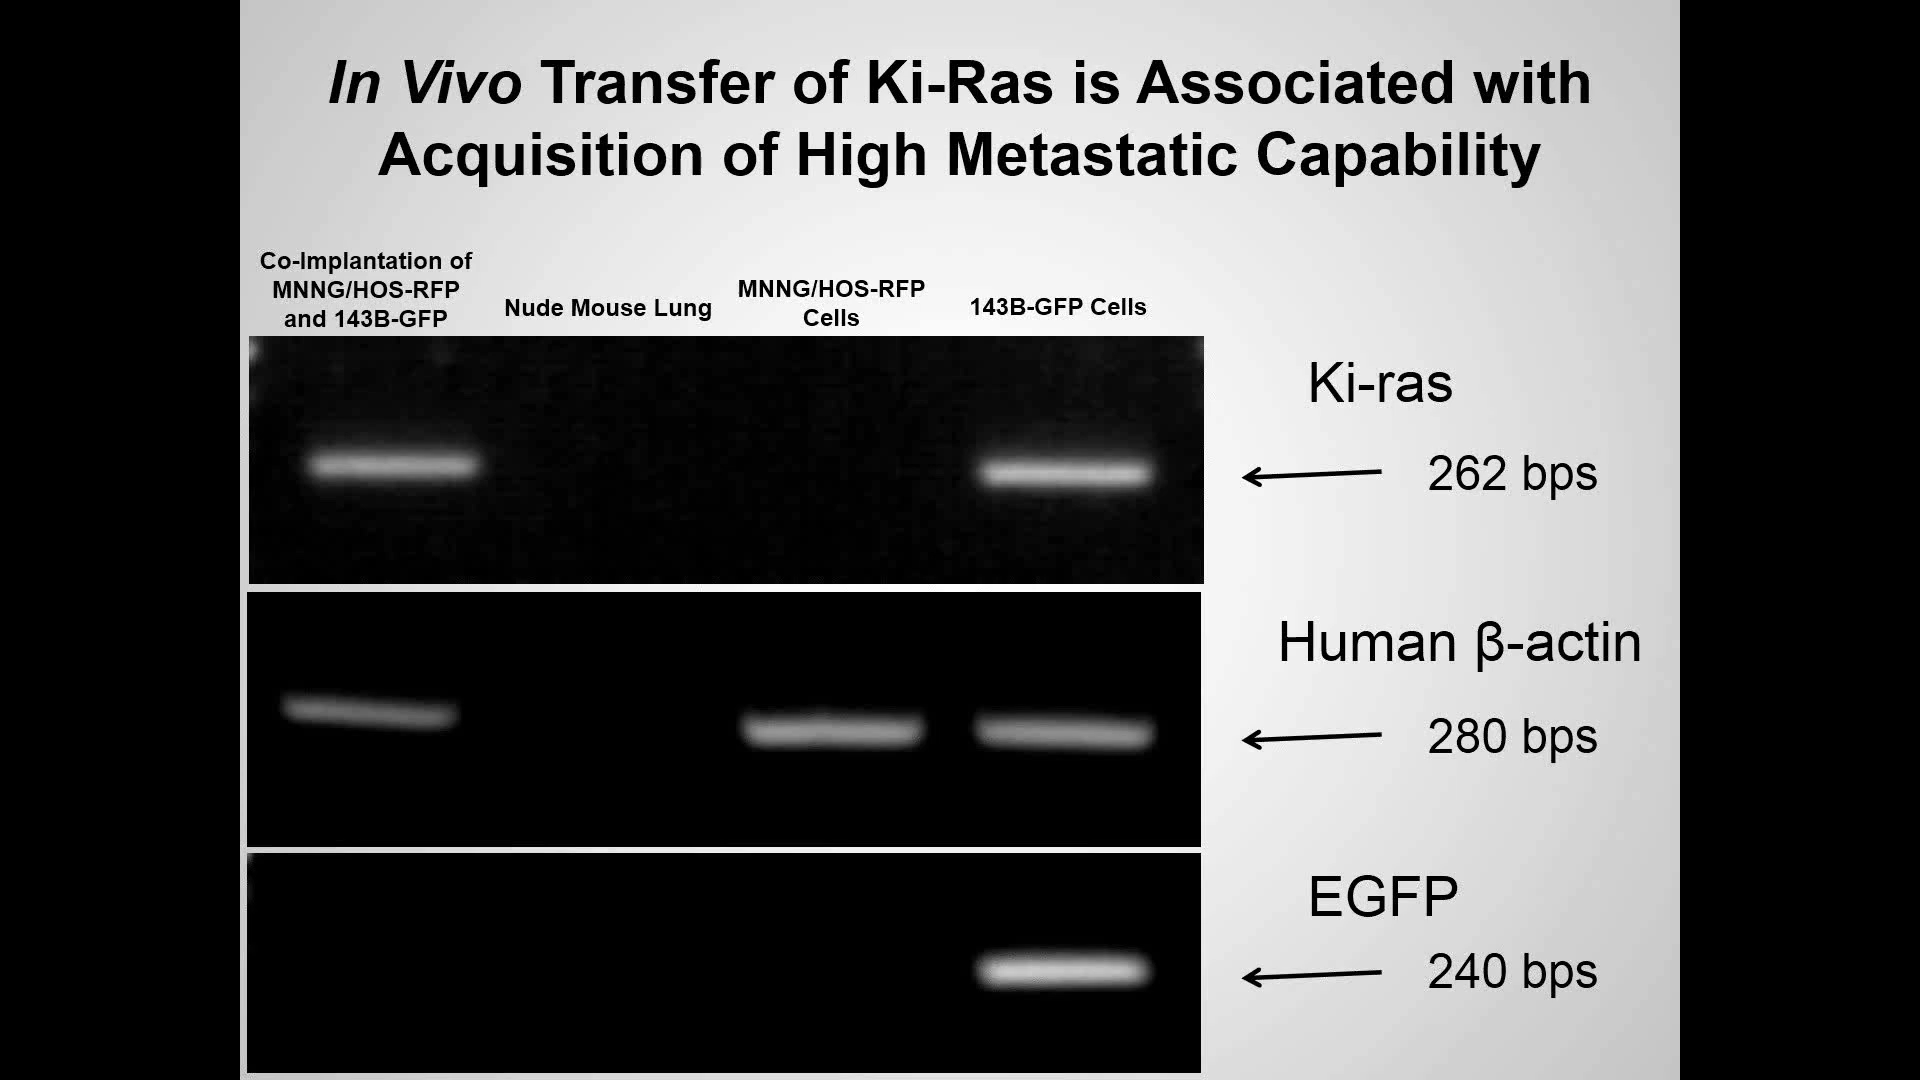 In Vivo Transfer of Ki-Ras is Associated with
Acquisition of High Metastatic Capability
Co-Implantation of
MNNG/HOS-RFP
and 143B-GFP
Nude Mouse Lung
MNNG/HOS-RFP
Cells
143B-GFP Cells
Ki-ras
262 bps
Human β-actin
280 bps
EGFP
240 bps